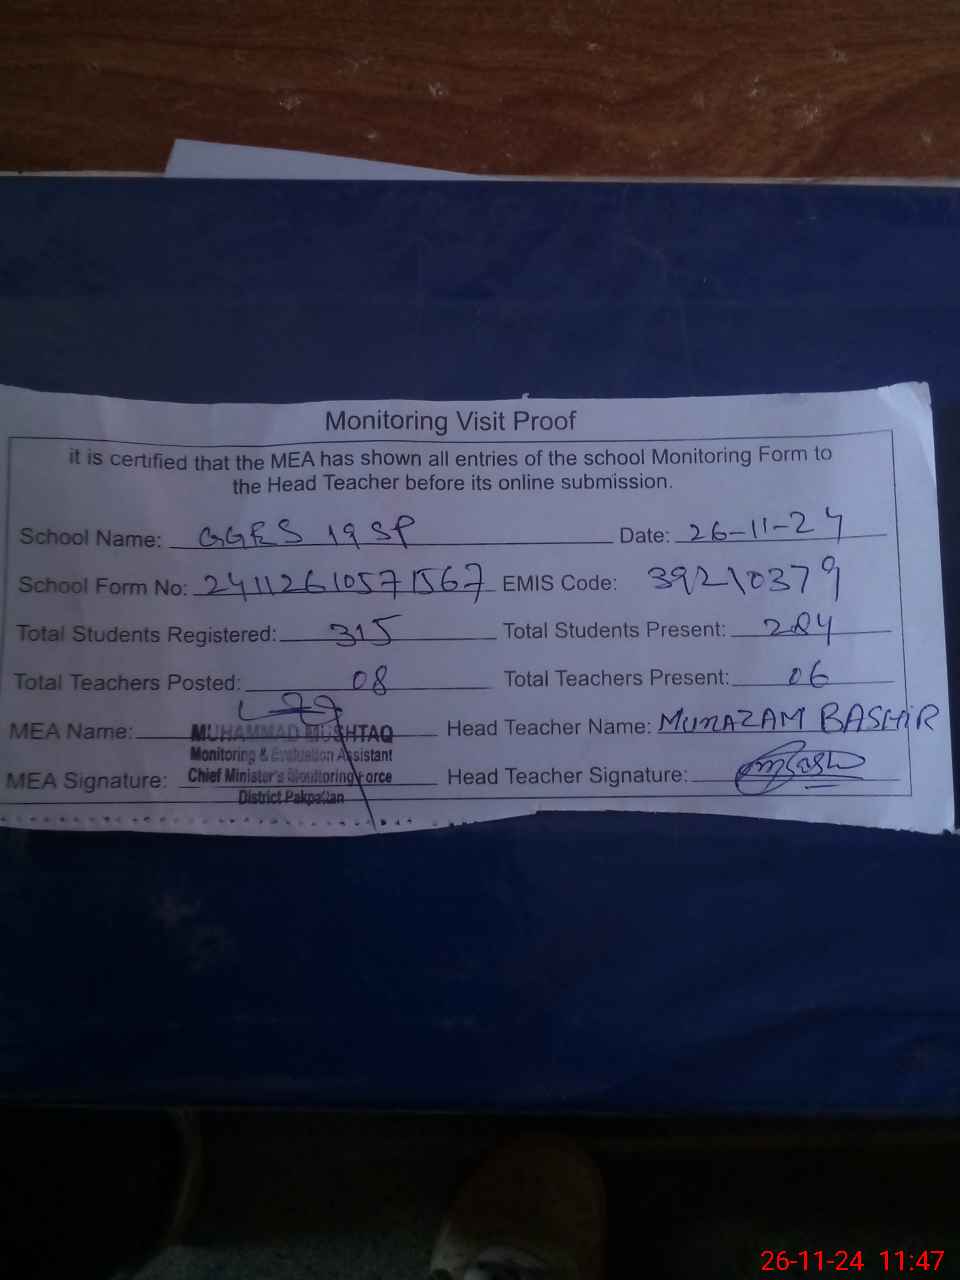 Monitoring Visit Proof
it is certified that the MEA has shown all entries of the school Monitoring Form to
the Head Teacher before its online submission.
School Name: GGES 19 SP Date: 26-11-24
School Form No: 24112610571567 EMIS Code: 39210379
Total Students Registered: 315 Total Students Present: 284
Total Teachers Posted: 08 Total Teachers Present: 06
MEA Name: MUHAMMAD MUSHTAQ Head Teacher Name: MUNAZAM BASHIR
Monitoring & Evaluation Assistant
MEA Signature: Chief Minister's Monitoring Force Head Teacher Signature:
District Pakpattan
26-11-24 11:47